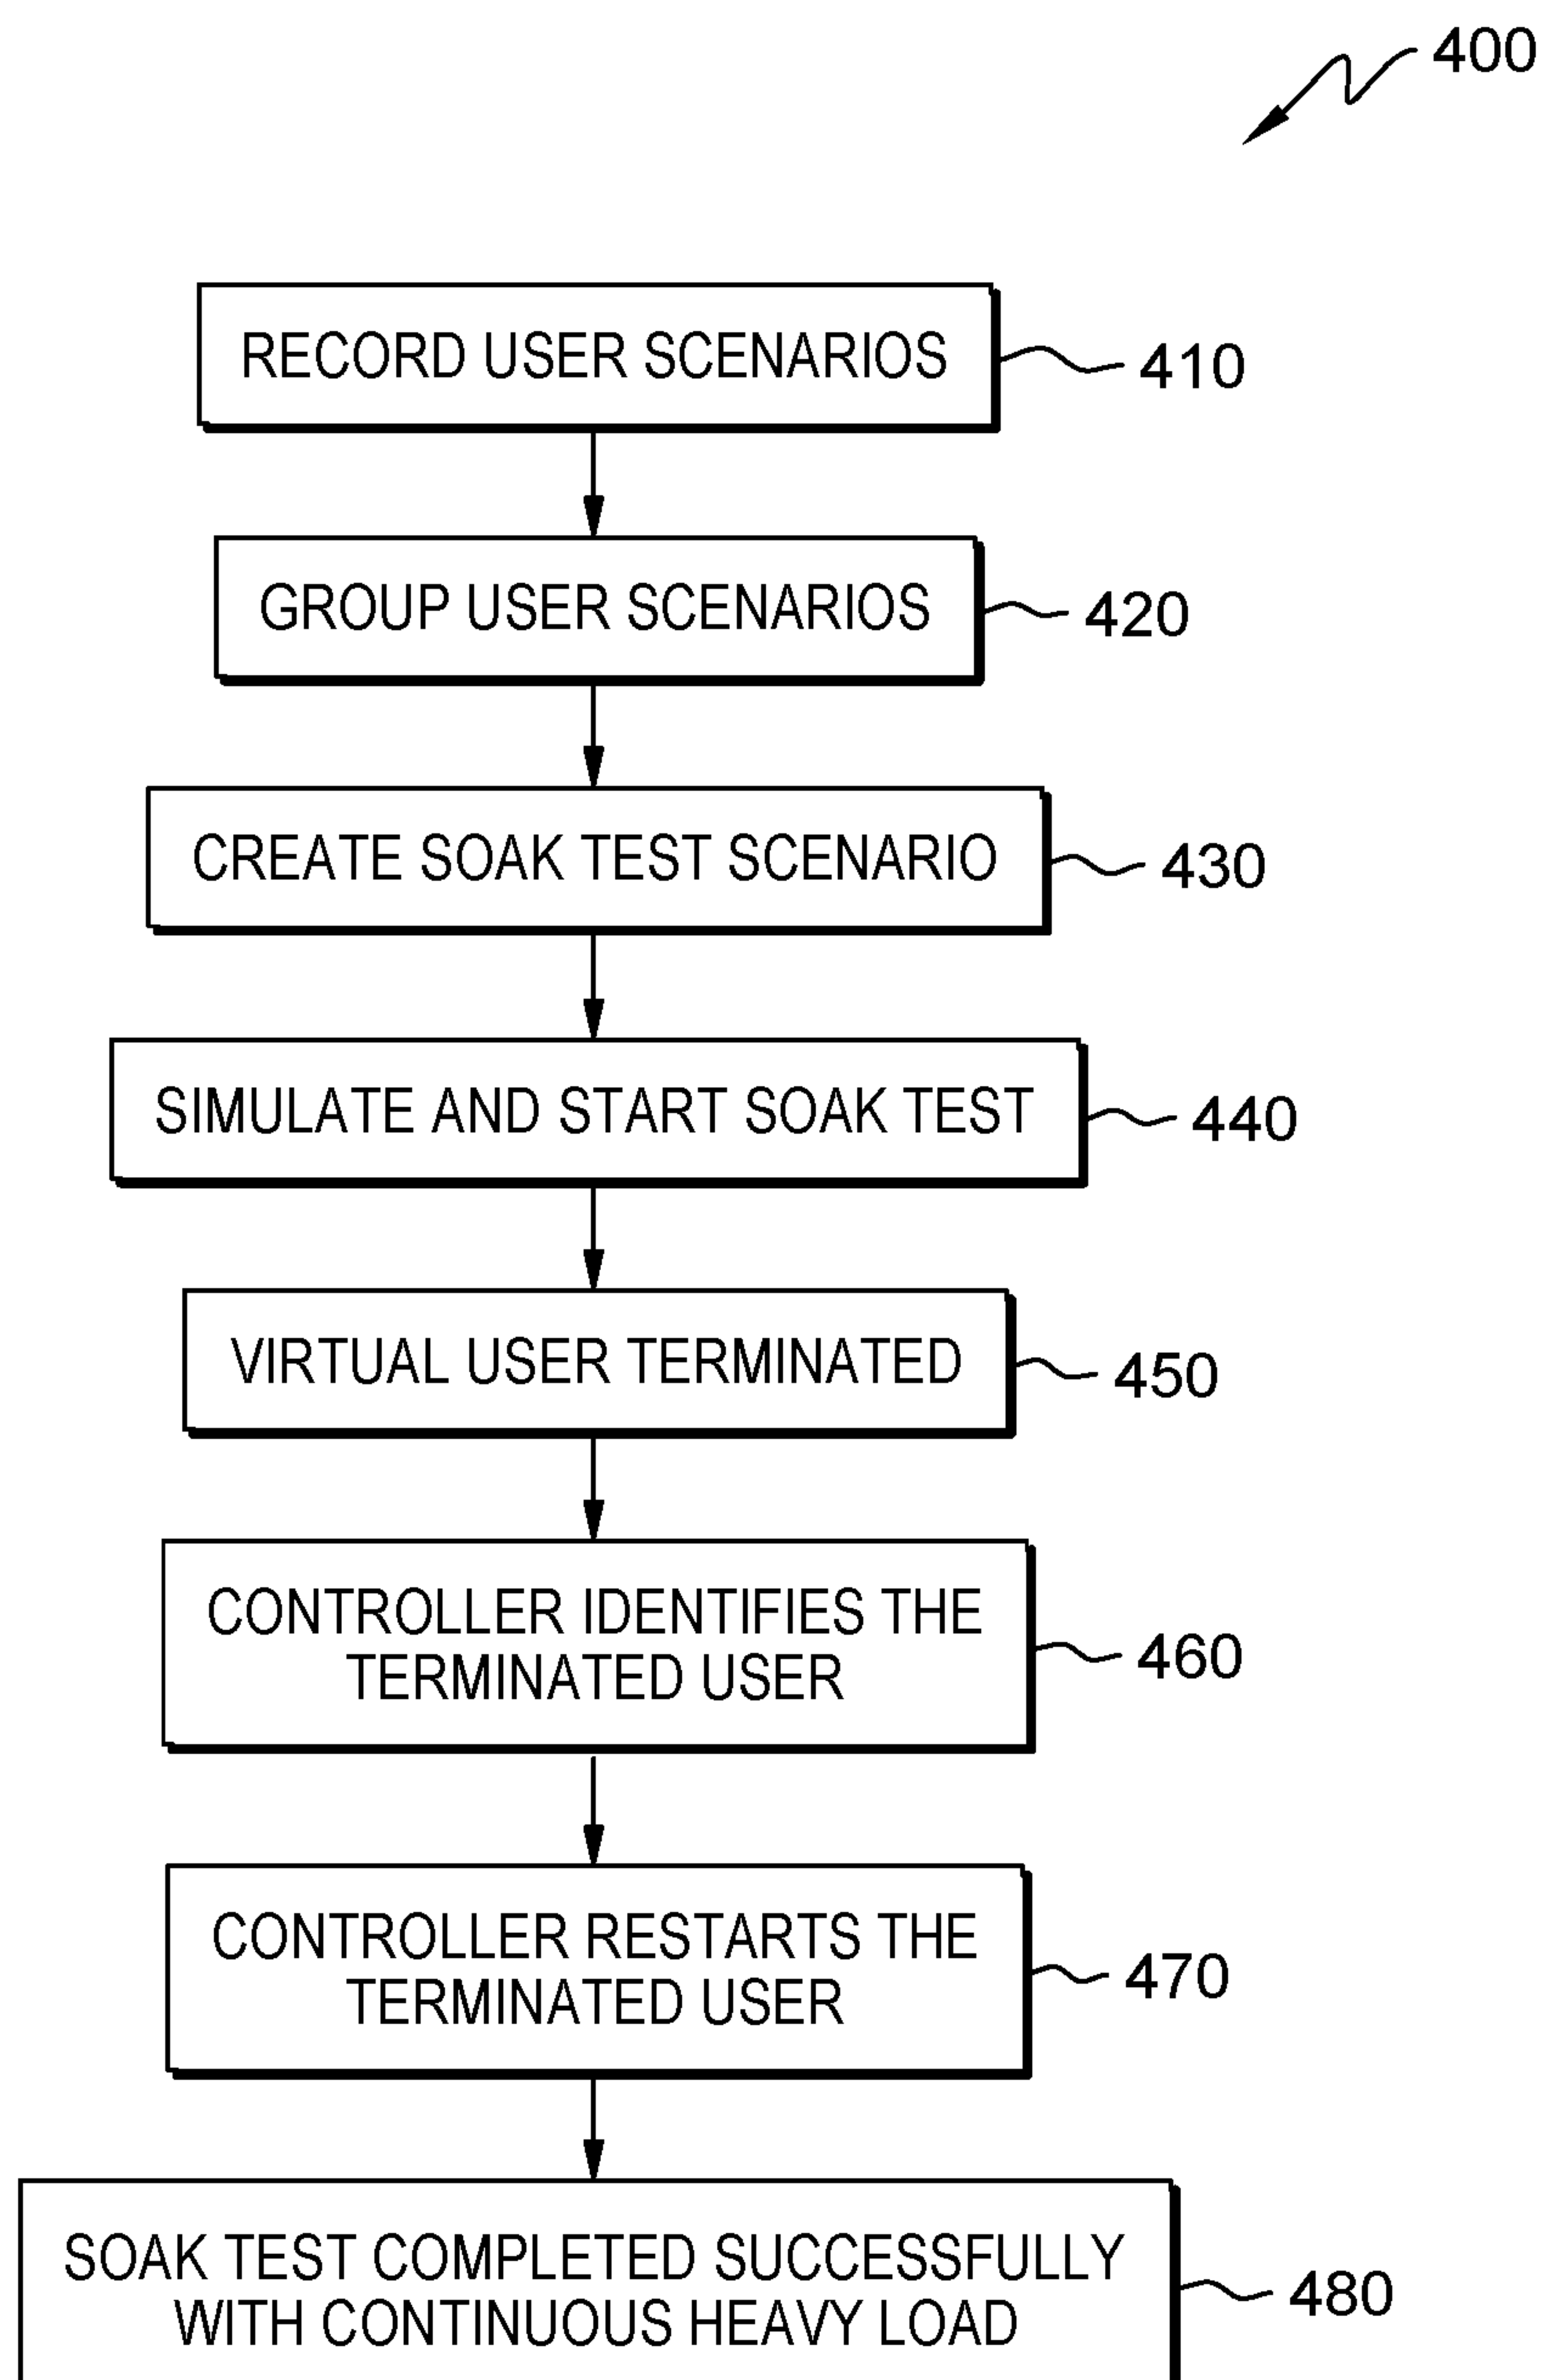 400
RECORD USER SCENARIOS
410
GROUP USER SCENARIOS
420
CREATE SOAK TEST SCENARIO
430
SIMULATE AND START SOAK TEST
440
VIRTUAL USER TERMINATED
450
CONTROLLER IDENTIFIES THE
TERMINATED USER
460
CONTROLLER RESTARTS THE
TERMINATED USER
470
SOAK TEST COMPLETED SUCCESSFULLY
WITH CONTINUOUS HEAVY LOAD
480